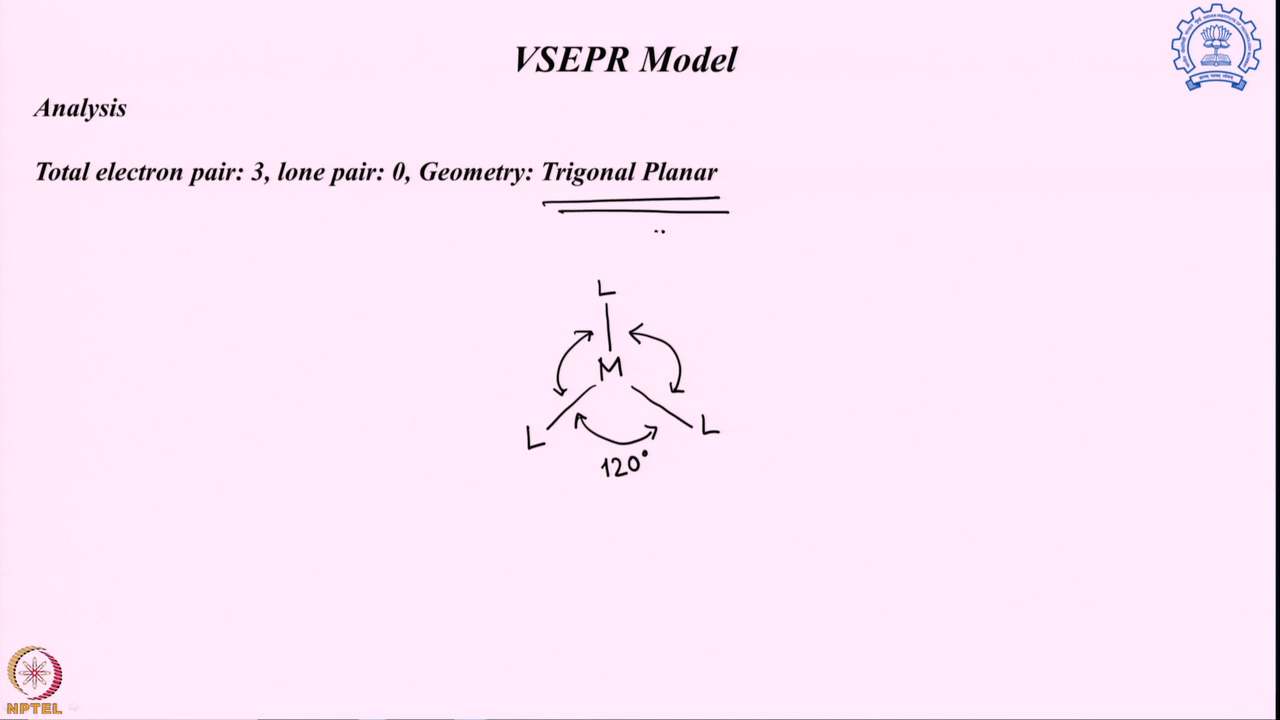 VSEPR Model
Analysis
Total electron pair: 3, lone pair: 0, Geometry: Trigonal Planar
L
M
L L
120°
NPTEL